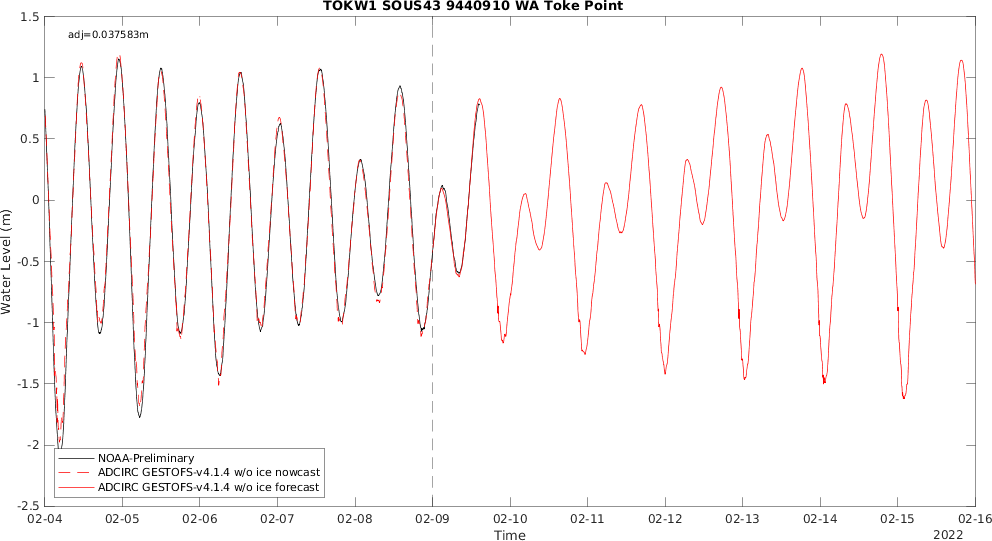 TOKW1 SOUS43 9440910 WA Toke Point
adj=0.037583m
Water Level (m)
1.5
1
0.5
0
-0.5
-1
-1.5
-2
-2.5
NOAA-Preliminary
ADCIRC GESTOFS-v4.1.4 w/o ice nowcast
ADCIRC GESTOFS-v4.1.4 w/o ice forecast
02-04 02-05 02-06 02-07 02-08 02-09 02-10 02-11 02-12 02-13 02-14 02-15 02-16
Time
2022